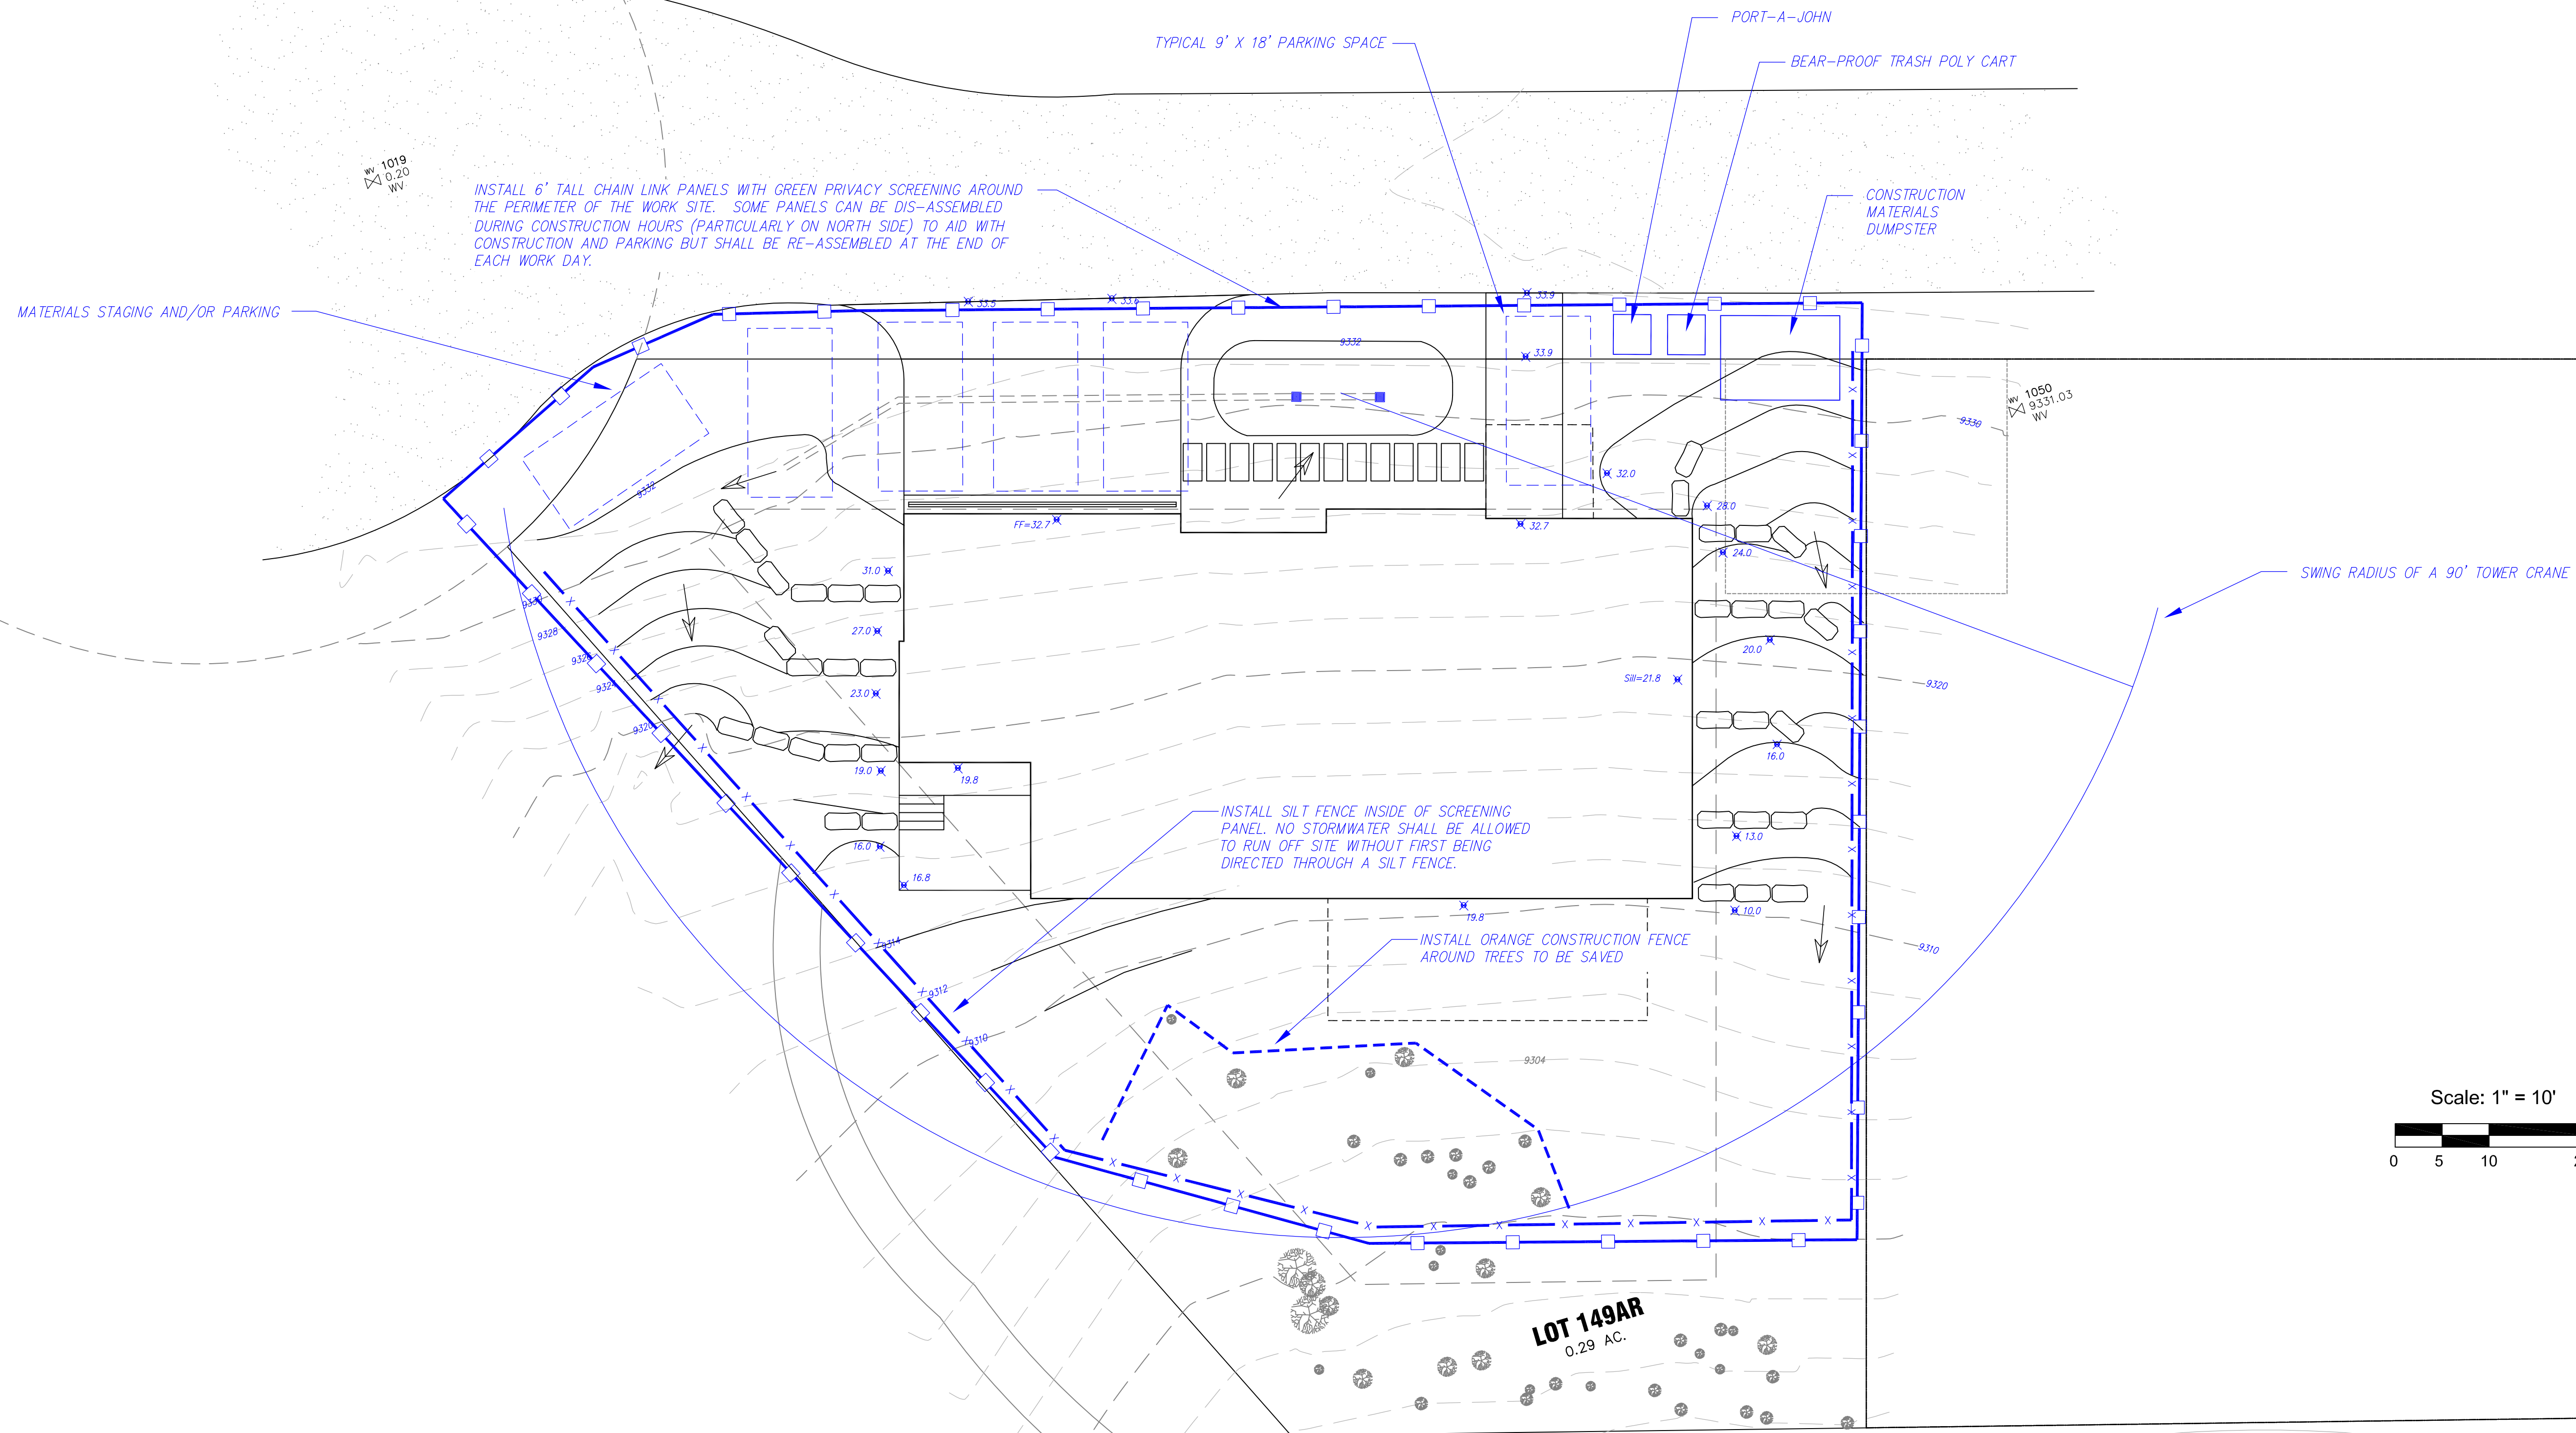 PORT-A-JOHN
TYPICAL 9' X 18' PARKING SPACE
BEAR-PROOF TRASH POLY CART
WV 1019
0.20
WV
INSTALL 6' TALL CHAIN LINK PANELS WITH GREEN PRIVACY SCREENING AROUND
THE PERIMETER OF THE WORK SITE. SOME PANELS CAN BE DIS-ASSEMBLED
DURING CONSTRUCTION HOURS (PARTICULARLY ON NORTH SIDE) TO AID WITH
CONSTRUCTION AND PARKING BUT SHALL BE RE-ASSEMBLED AT THE END OF
EACH WORK DAY.
CONSTRUCTION
MATERIALS
DUMPSTER
MATERIALS STAGING AND/OR PARKING
33.5
33.6
33.9
9332
33.9
WV 1050
9331.03
WV
9330
9332
32.0
28.0
FF=32.7
32.7
24.0
31.0
SWING RADIUS OF A 90' TOWER CRANE
9328
27.0
9324
23.0
20.0
Sill=21.8
9320
9320
19.0
19.8
16.0
INSTALL SILT FENCE INSIDE OF SCREENING
PANEL. NO STORMWATER SHALL BE ALLOWED
TO RUN OFF SITE WITHOUT FIRST BEING
DIRECTED THROUGH A SILT FENCE.
13.0
16.0
16.8
19.8
10.0
9314
INSTALL ORANGE CONSTRUCTION FENCE
AROUND TREES TO BE SAVED
9310
9312
9310
9304
Scale: 1" = 10'
0 5 10
LOT 149AR
0.29 AC.